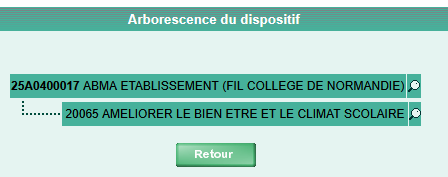 Arborescence du dispositif
25A0400017 ABMA ETABLISSEMENT (FIL COLLEGE DE NORMANDIE)
20065 AMELIORER LE BIEN ETRE ET LE CLIMAT SCOLAIRE
Retour